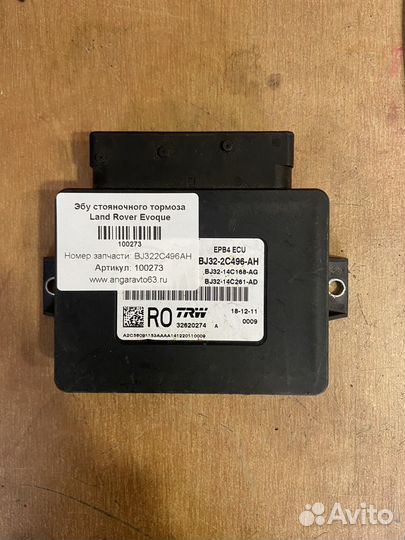 Эбу стояночного тормоза
Land Rover Evoque
100273
Номер запчасти: BJ322C496AH
Артикул: 100273
www.angaravto63.ru
EPB4 ECU
BJ32-2C496-AH
BJ32-14C168-AG
BJ32-14C261-AD
RO TRW 18-12-11
32620274 A 0009
A2C38091153AAAA141220110009
Avito